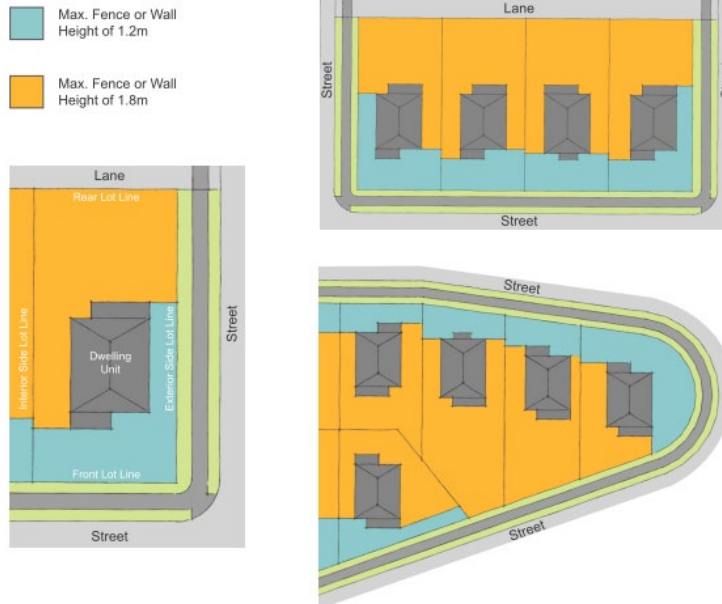 Max. Fence or Wall
Height of 1.2m
Max. Fence or Wall
Height of 1.8m
Lane
Street
Street
Street
Lane
Rear Lot Line
Interior Side Lot Line
Dwelling
Unit
Exterior Side Lot Line
Front Lot Line
Street
Street
Street
Street